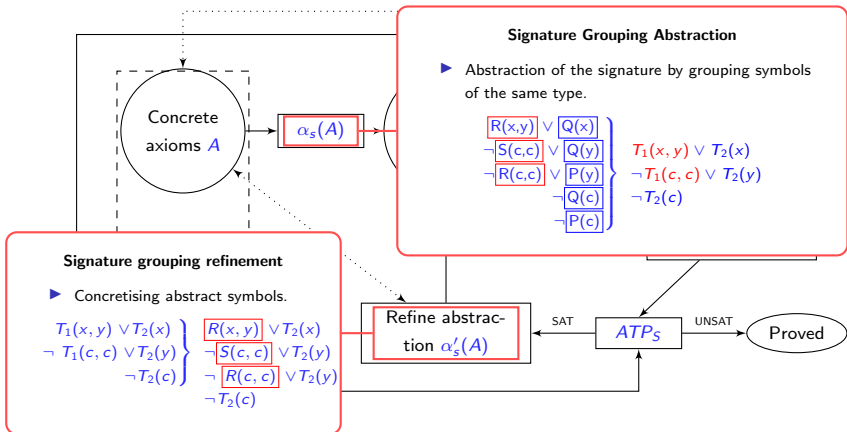 Signature Grouping Abstraction
▶ Abstraction of the signature by grouping symbols
of the same type.
R(x,y) ∨ Q(x)
¬S(c,c) ∨ Q(y)
¬R(c,c) ∨ P(y)
¬Q(c)
¬P(c)
T₁(x, y) ∨ T₂(x)
¬T₁(c, c) ∨ T₂(y)
¬T₂(c)
Concrete
axioms A
αₛ(A)
Signature grouping refinement
▶ Concretising abstract symbols.
T₁(x, y) ∨T₂(x)
¬ T₁(c, c) ∨T₂(y)
¬T₂(c)
R(x, y) ∨T₂(x)
¬ S(c, c) ∨T₂(y)
¬ R(c, c) ∨T₂(y)
¬T₂(c)
Refine abstrac-
tion α′ₛ(A)
SAT
ATP_S
UNSAT
Proved